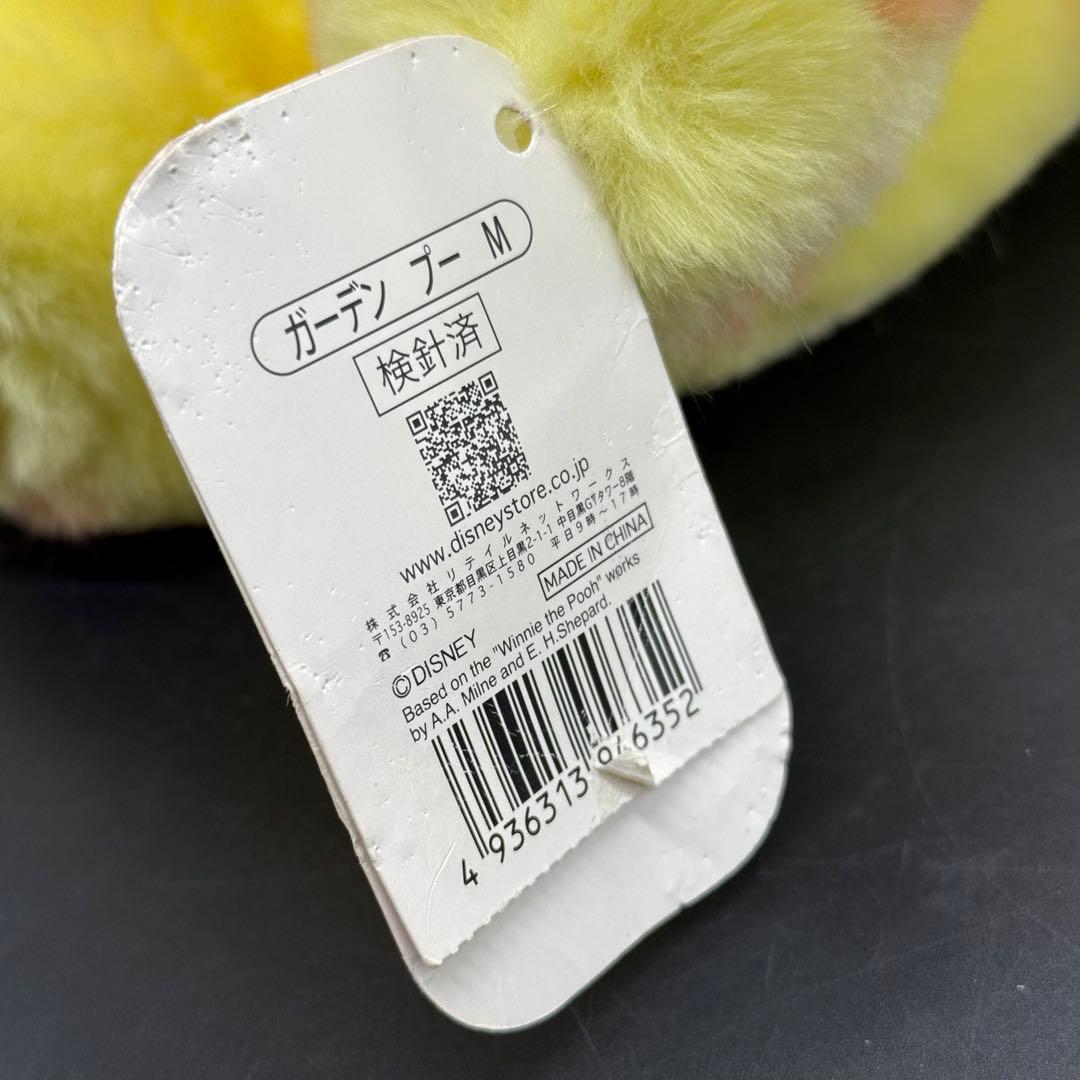 ガーデン プー M
検針済
www.disneystore.co.jp
株式会社リテイルネットワークス
〒153-8925 東京都目黒区上目黒2-1-1 中目黒GTタワー8階
☎(03)5773-1580 平日9時~17時
MADE IN CHINA
©DISNEY
Based on the "Winnie the Pooh" works
by A.A. Milne and E. H.Shepard.
4 936313 946352